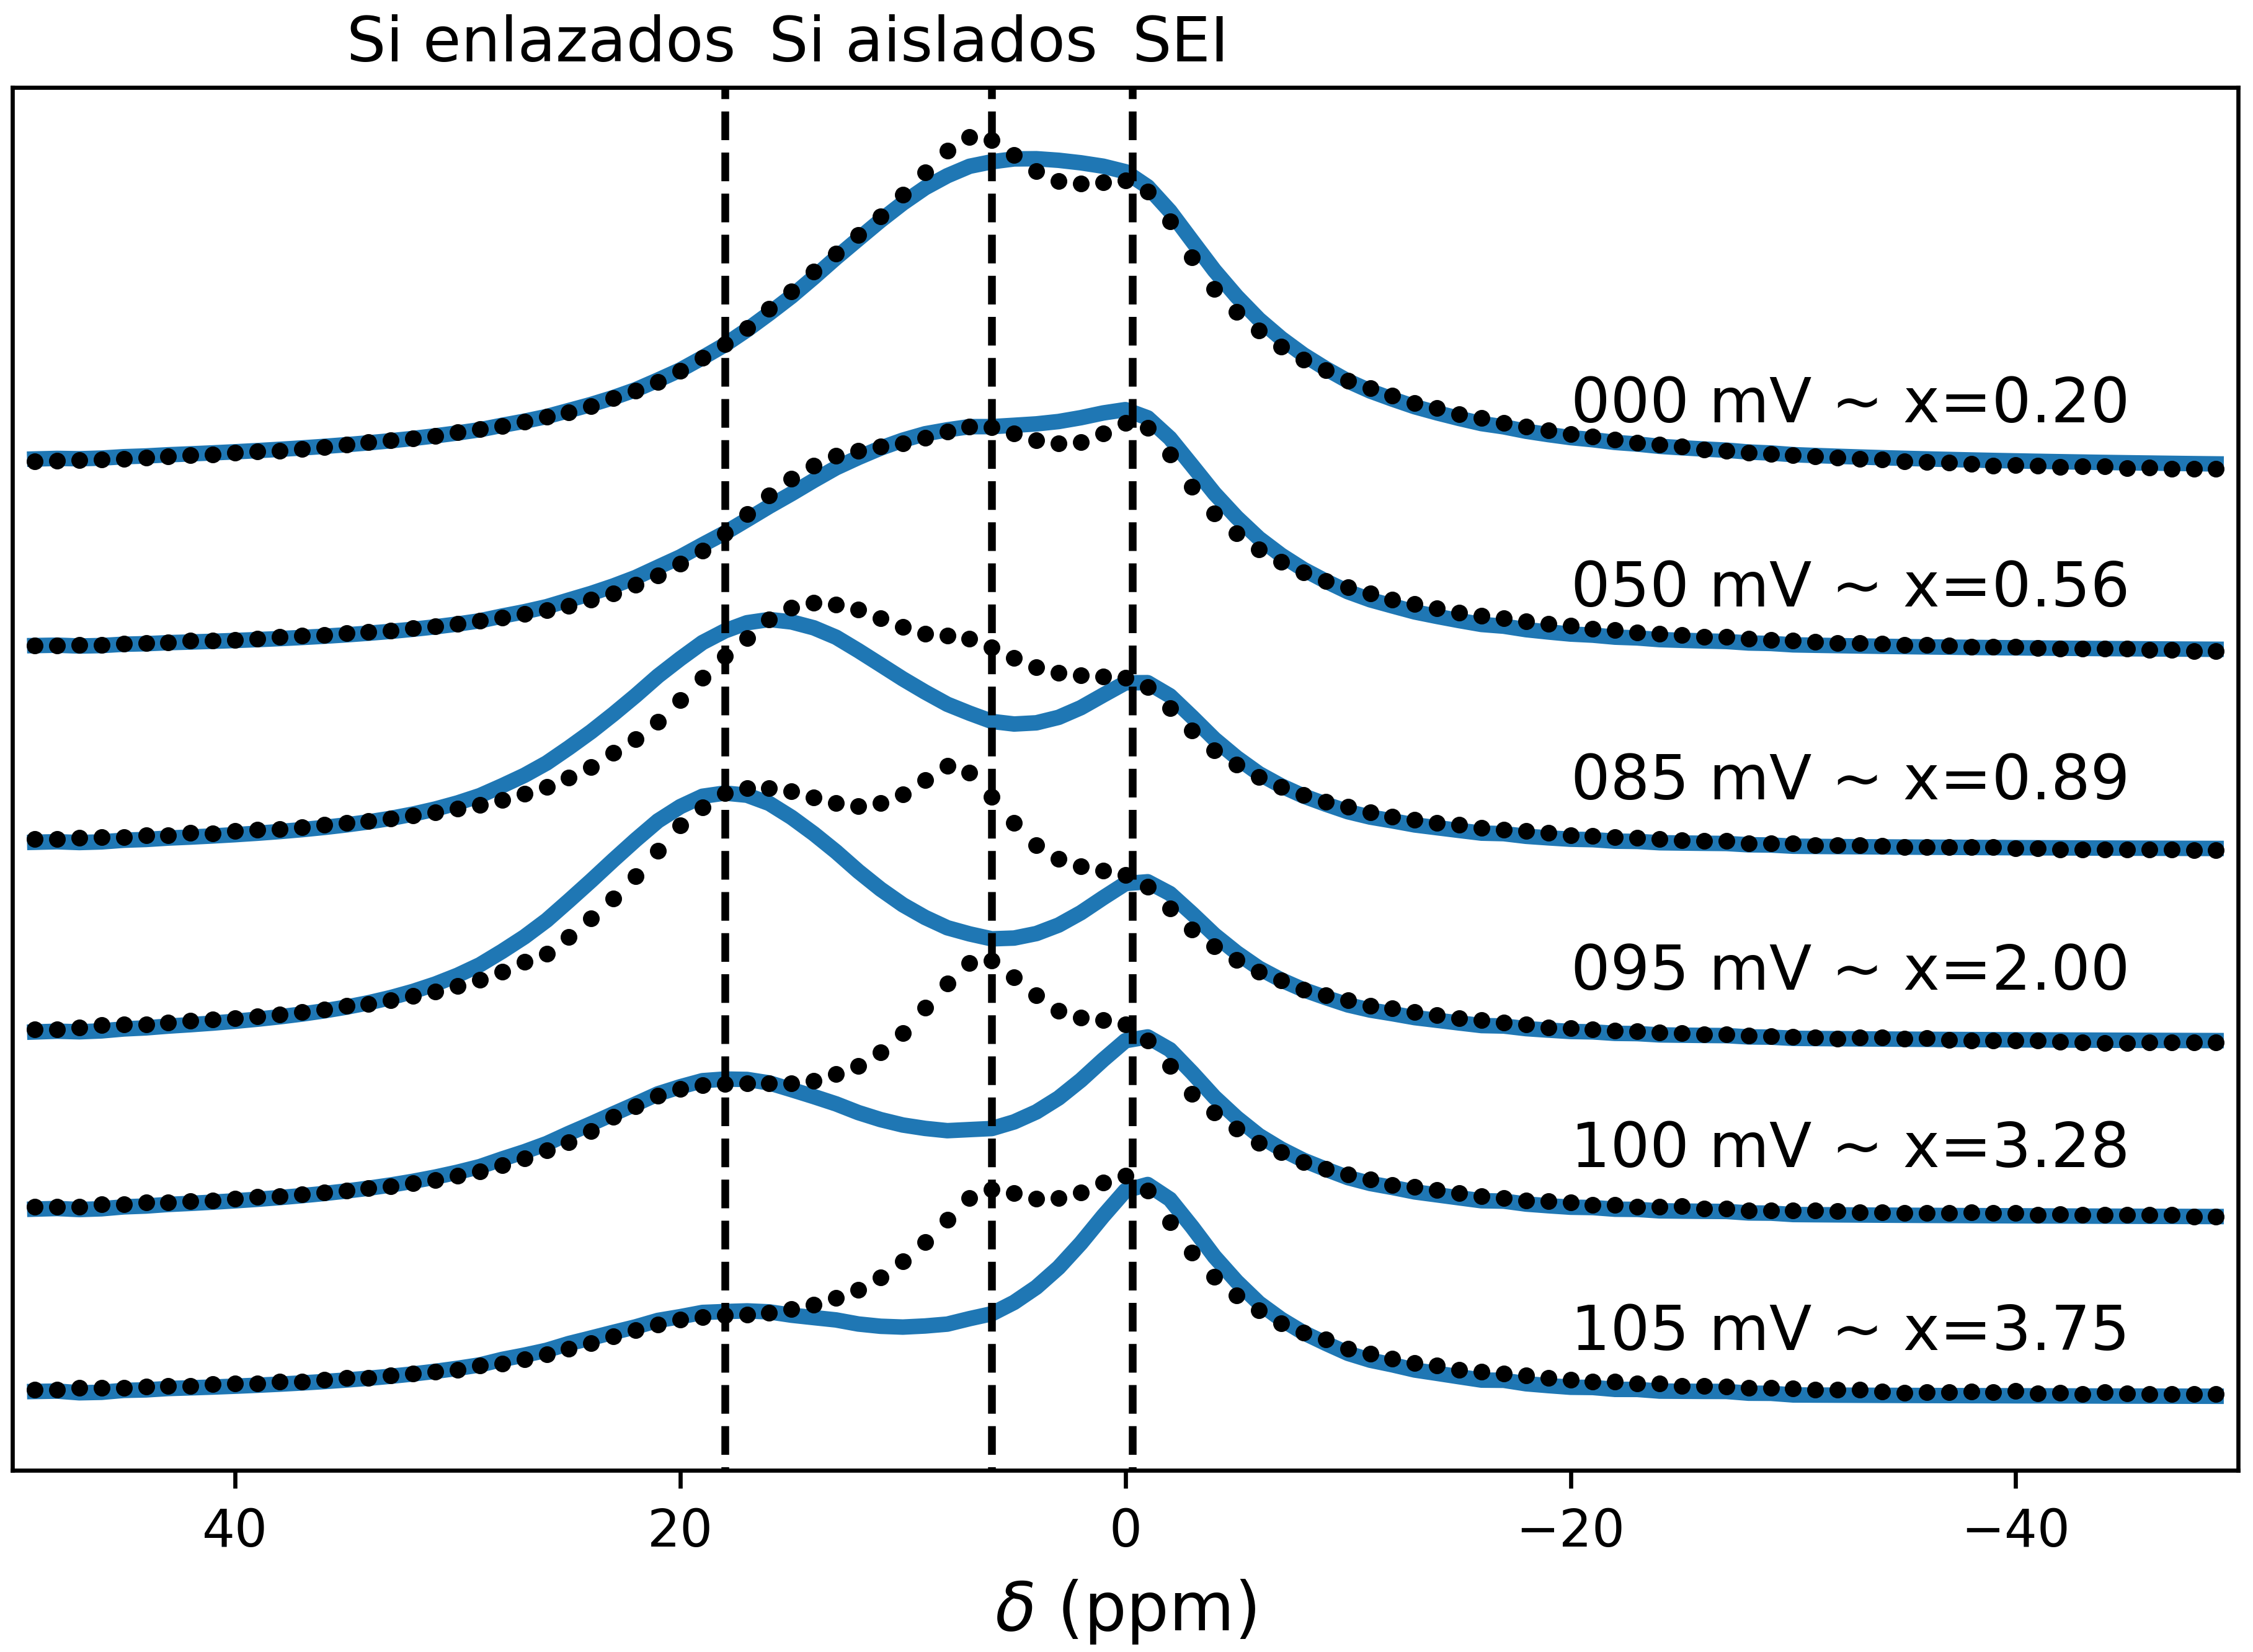 Si enlazados Si aislados SEI
000 mV ~ x=0.20
050 mV ~ x=0.56
085 mV ~ x=0.89
095 mV ~ x=2.00
100 mV ~ x=3.28
105 mV ~ x=3.75
40 20 0 −20 −40
δ (ppm)